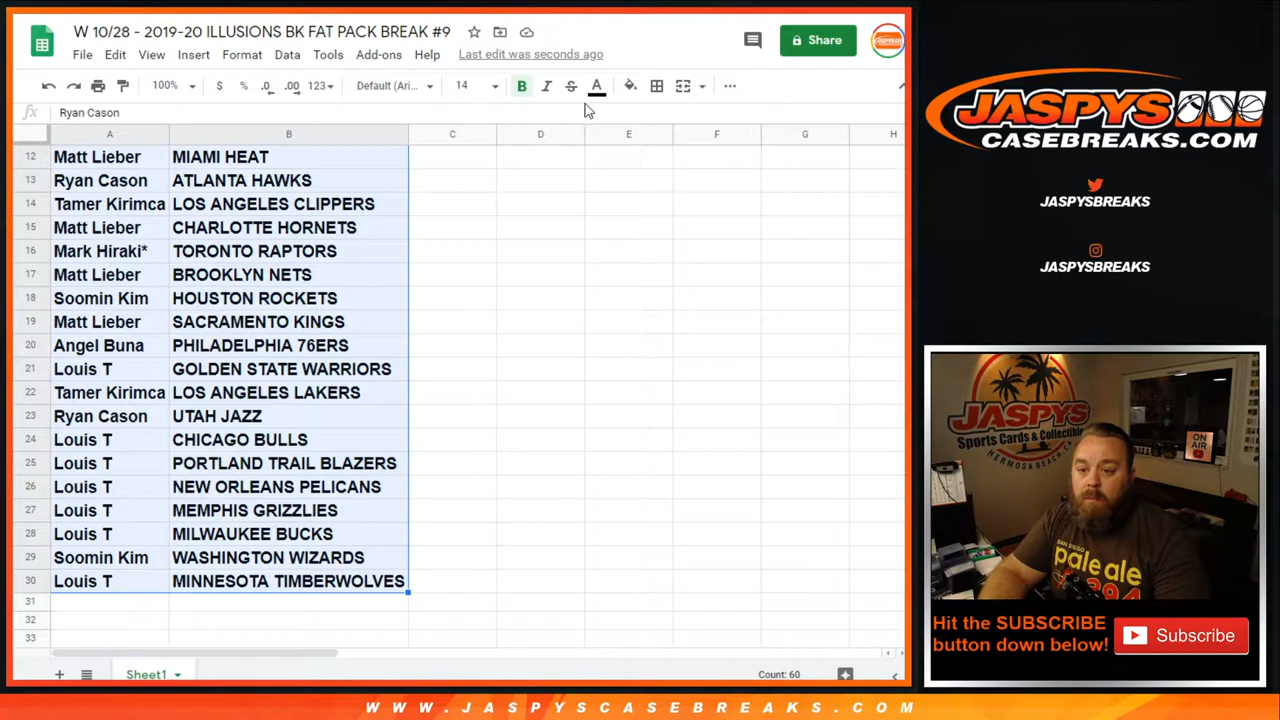 W 10/28 - 2019-20 ILLUSIONS BK FAT PACK BREAK #9
File Edit View Insert Format Data Tools Add-ons Help Last edit was seconds ago
Share
100% $ % .0 .00 123 Default (Ari... 14 B I S A
fx Ryan Cason
A B C D E F G H
12 Matt Lieber MIAMI HEAT
13 Ryan Cason ATLANTA HAWKS
14 Tamer Kirimca LOS ANGELES CLIPPERS
15 Matt Lieber CHARLOTTE HORNETS
16 Mark Hiraki* TORONTO RAPTORS
17 Matt Lieber BROOKLYN NETS
18 Soomin Kim HOUSTON ROCKETS
19 Matt Lieber SACRAMENTO KINGS
20 Angel Buna PHILADELPHIA 76ERS
21 Louis T GOLDEN STATE WARRIORS
22 Tamer Kirimca LOS ANGELES LAKERS
23 Ryan Cason UTAH JAZZ
24 Louis T CHICAGO BULLS
25 Louis T PORTLAND TRAIL BLAZERS
26 Louis T NEW ORLEANS PELICANS
27 Louis T MEMPHIS GRIZZLIES
28 Louis T MILWAUKEE BUCKS
29 Soomin Kim WASHINGTON WIZARDS
30 Louis T MINNESOTA TIMBERWOLVES
31
32
33
Sheet1
Count: 60
JASPYS
CASEBREAKS.COM
JASPYSBREAKS
JASPYSBREAKS
JASPYS
Sports Cards & Collectib
HERMOSA BEACH, CA
ON AIR
SAN DIEGO
pale ale
394
Hit the SUBSCRIBE
button down below!
Subscribe
WWW.JASPYSCASEBREAKS.COM